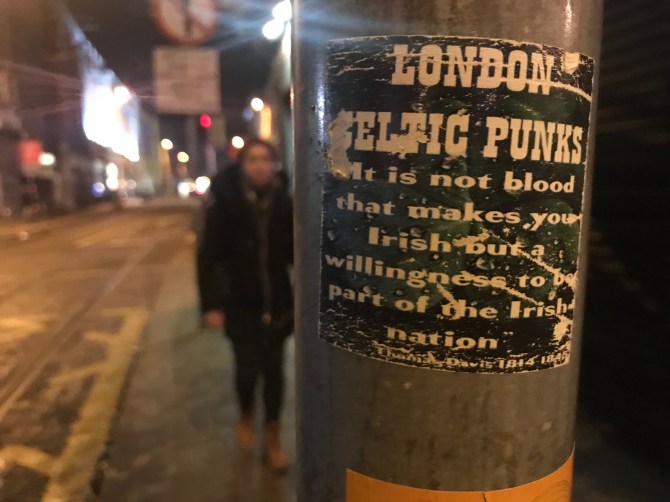 LONDON
CELTIC PUNKS
"It is not blood
that makes you
Irish but a
willingness to be
part of the Irish
nation"
Thomas Davis 1814-1845